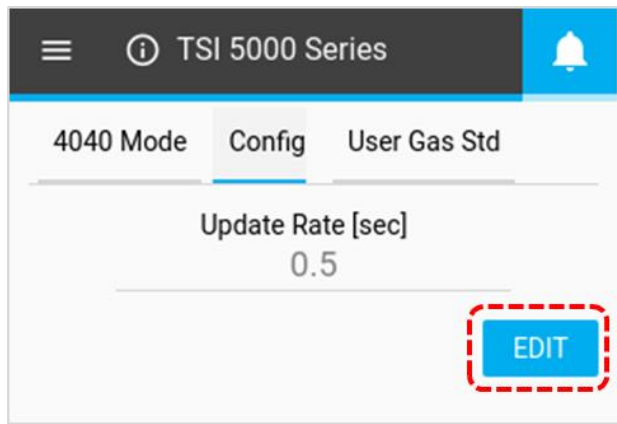 TSI 5000 Series
4040 Mode Config User Gas Std
Update Rate [sec]
0.5
EDIT